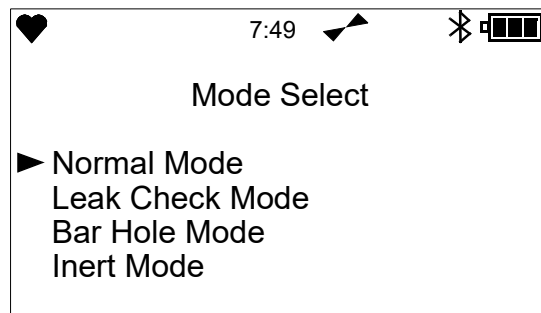 7:49
Mode Select
Normal Mode
Leak Check Mode
Bar Hole Mode
Inert Mode